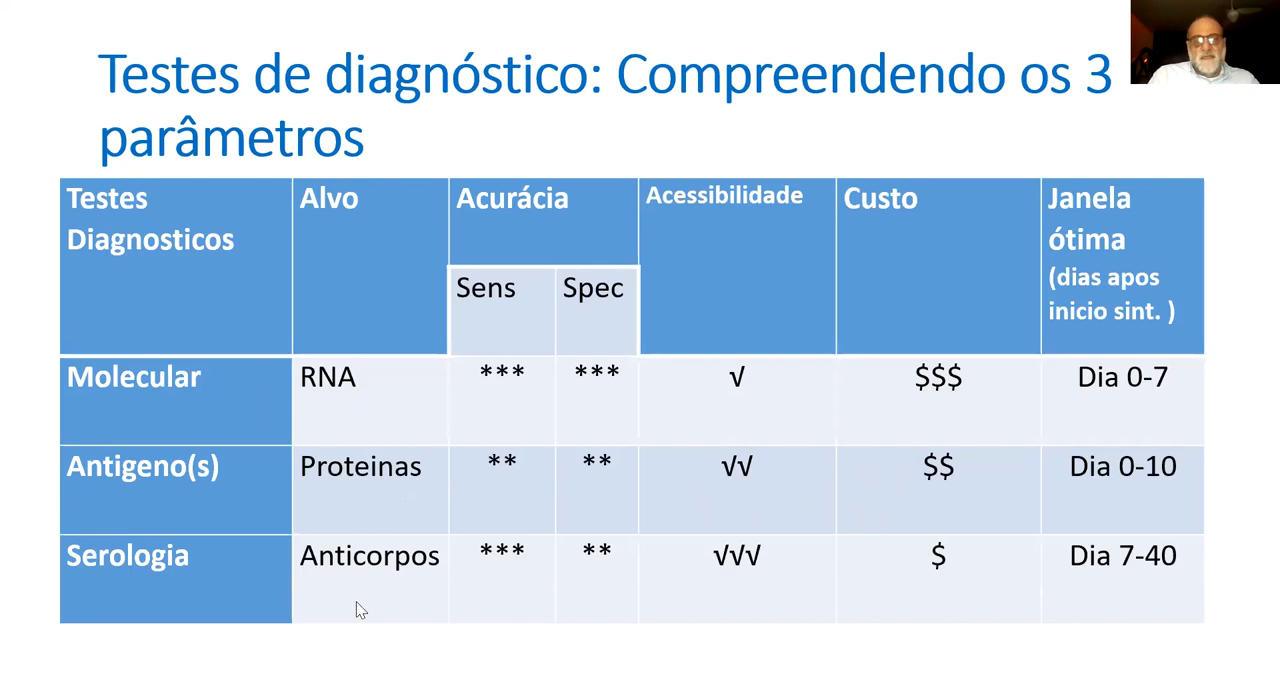 Testes de diagnóstico: Compreendendo os 3
parâmetros
Testes
Diagnosticos
Alvo
Acurácia
Acessibilidade
Custo
Janela
ótima
(dias apos
inicio sint. )
Sens
Spec
Molecular
RNA
***
***
√
$$$
Dia 0-7
Antigeno(s)
Proteinas
**
**
√√
$$
Dia 0-10
Serologia
Anticorpos
***
**
√√√
$
Dia 7-40